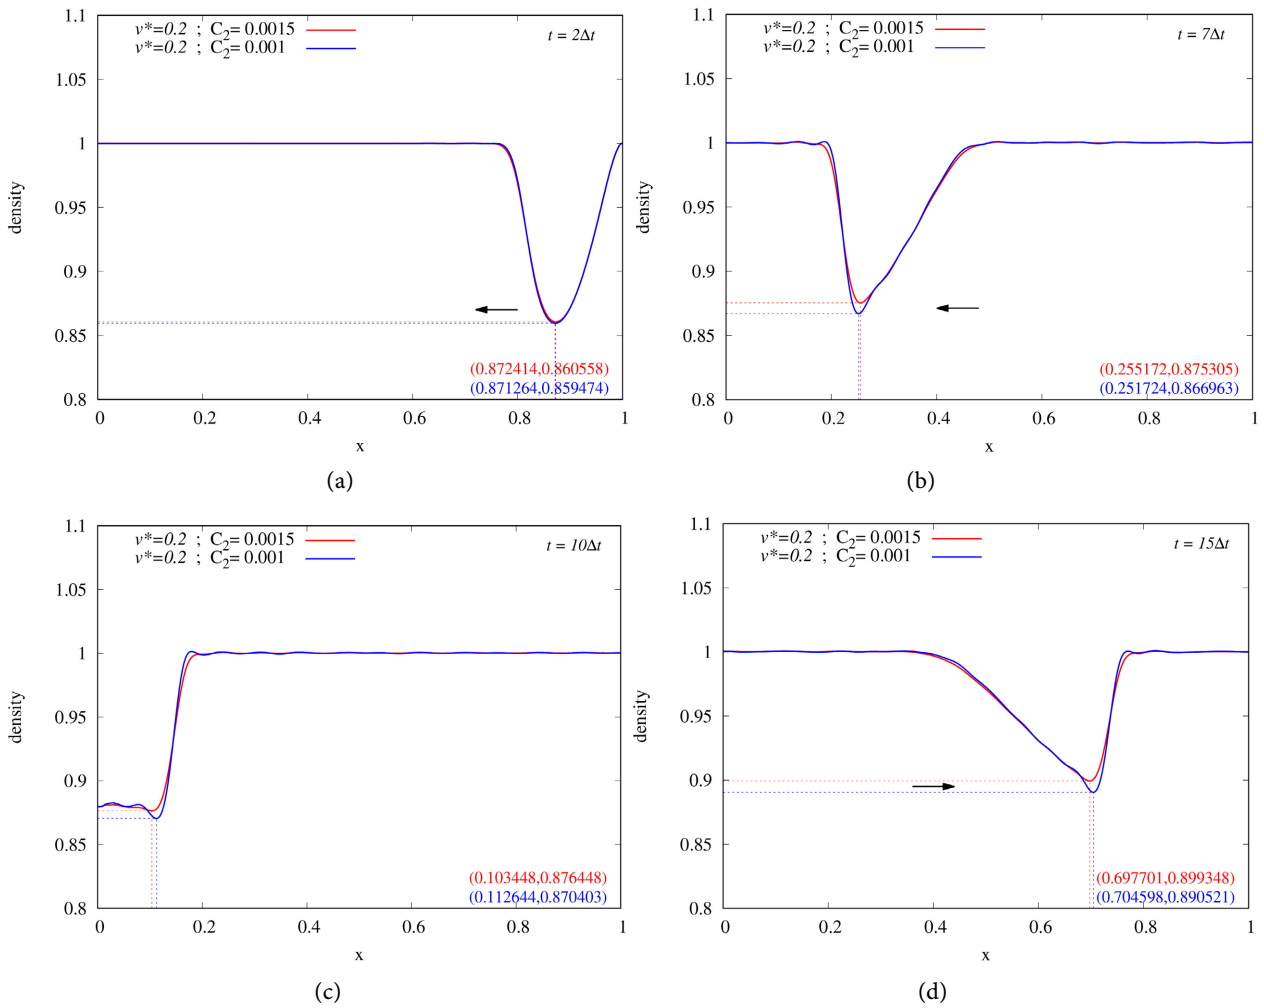 1.1
v*=0.2 ; C2= 0.0015
v*=0.2 ; C2= 0.001
t = 2Δt
1.05
1
0.95
0.9
0.85
0.8
density
(0.872414,0.860558)
(0.871264,0.859474)
0 0.2 0.4 0.6 0.8 1
x
(a)
1.1
v*=0.2 ; C2= 0.0015
v*=0.2 ; C2= 0.001
t = 7Δt
1.05
1
0.95
0.9
0.85
0.8
density
(0.255172,0.875305)
(0.251724,0.866963)
0 0.2 0.4 0.6 0.8 1
x
(b)
1.1
v*=0.2 ; C2= 0.0015
v*=0.2 ; C2= 0.001
t = 10Δt
1.05
1
0.95
0.9
0.85
0.8
density
(0.103448,0.876448)
(0.112644,0.870403)
0 0.2 0.4 0.6 0.8 1
x
(c)
1.1
v*=0.2 ; C2= 0.0015
v*=0.2 ; C2= 0.001
t = 15Δt
1.05
1
0.95
0.9
0.85
0.8
density
(0.697701,0.899348)
(0.704598,0.890521)
0 0.2 0.4 0.6 0.8 1
x
(d)